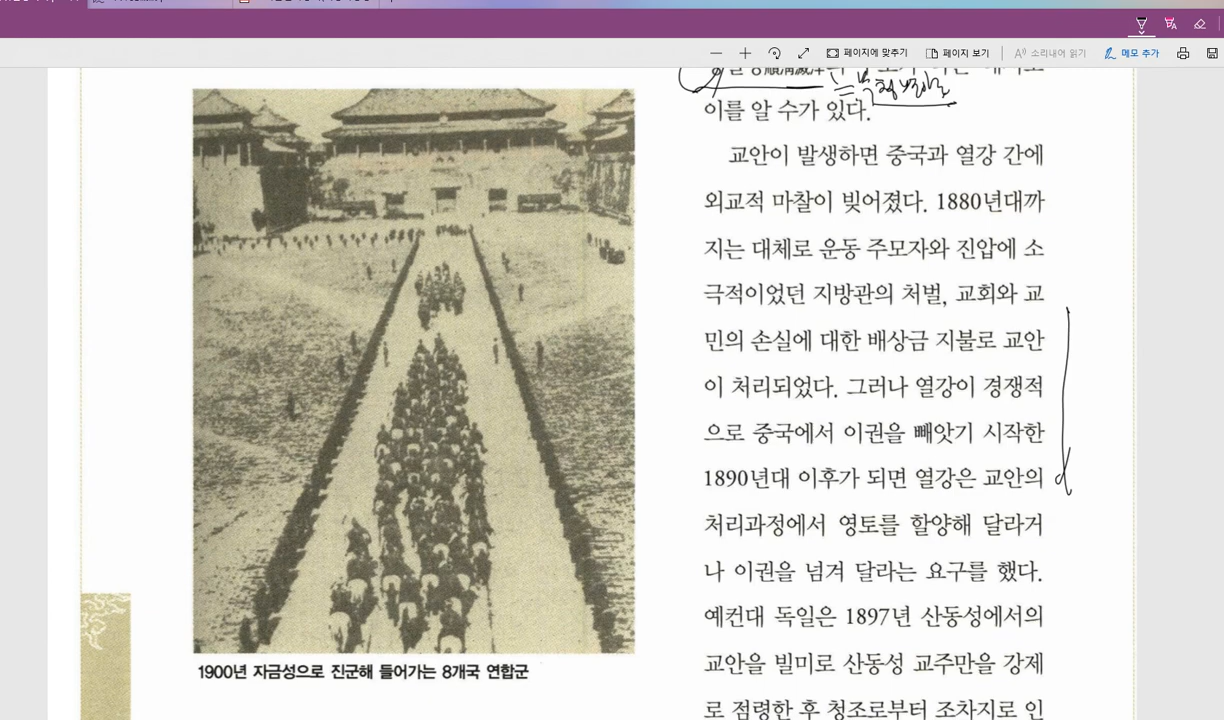 페이지에 맞추기
페이지 보기
소리내어 읽기
메모 추가
이를 알 수가 있다.
교안이 발생하면 중국과 열강 간에
외교적 마찰이 빚어졌다. 1880년대까
지는 대체로 운동 주모자와 진압에 소
극적이었던 지방관의 처벌, 교회와 교
민의 손실에 대한 배상금 지불로 교안
이 처리되었다. 그러나 열강이 경쟁적
으로 중국에서 이권을 빼앗기 시작한
1890년대 이후가 되면 열강은 교안의
처리과정에서 영토를 할양해 달라거
나 이권을 넘겨 달라는 요구를 했다.
예컨대 독일은 1897년 산동성에서의
교안을 빌미로 산동성 교주만을 강제
로 점령한 후 청조로부터 조차지로 인
1900년 자금성으로 진군해 들어가는 8개국 연합군